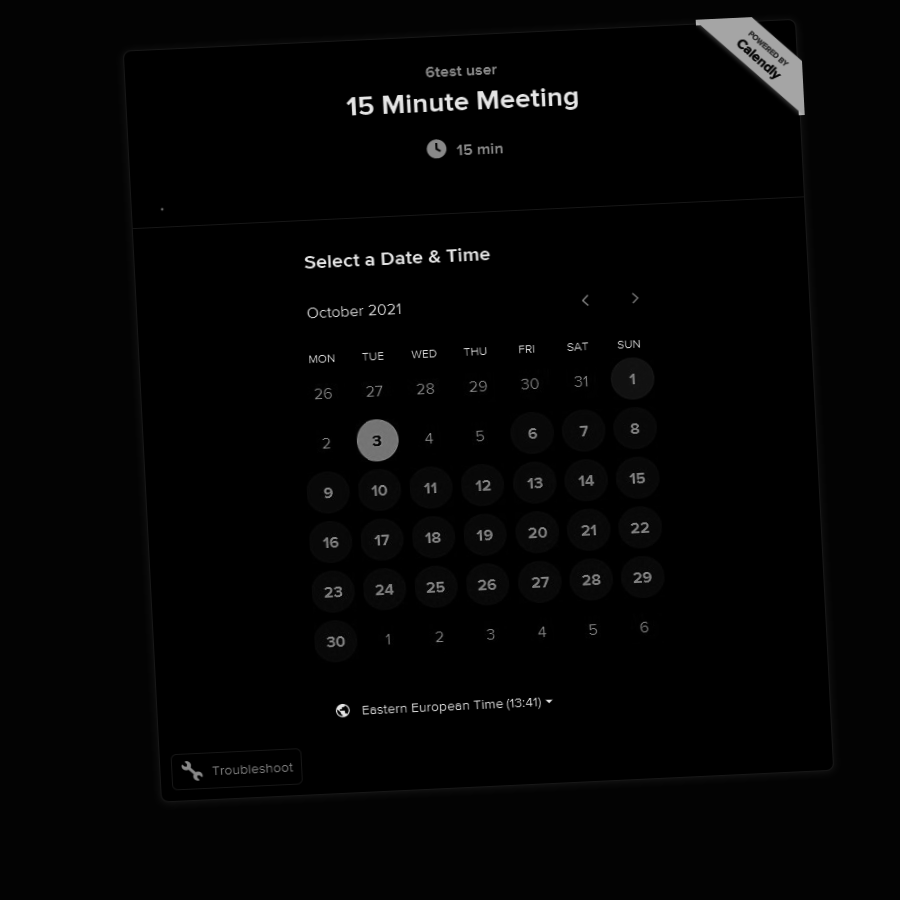 POWERED BY
Calendly
6test user
15 Minute Meeting
15 min
Select a Date & Time
October 2021
MON TUE WED THU FRI SAT SUN
26 27 28 29 30 31 1
2 3 4 5 6 7 8
9 10 11 12 13 14 15
16 17 18 19 20 21 22
23 24 25 26 27 28 29
30 1 2 3 4 5 6
Eastern European Time (13:41)
Troubleshoot